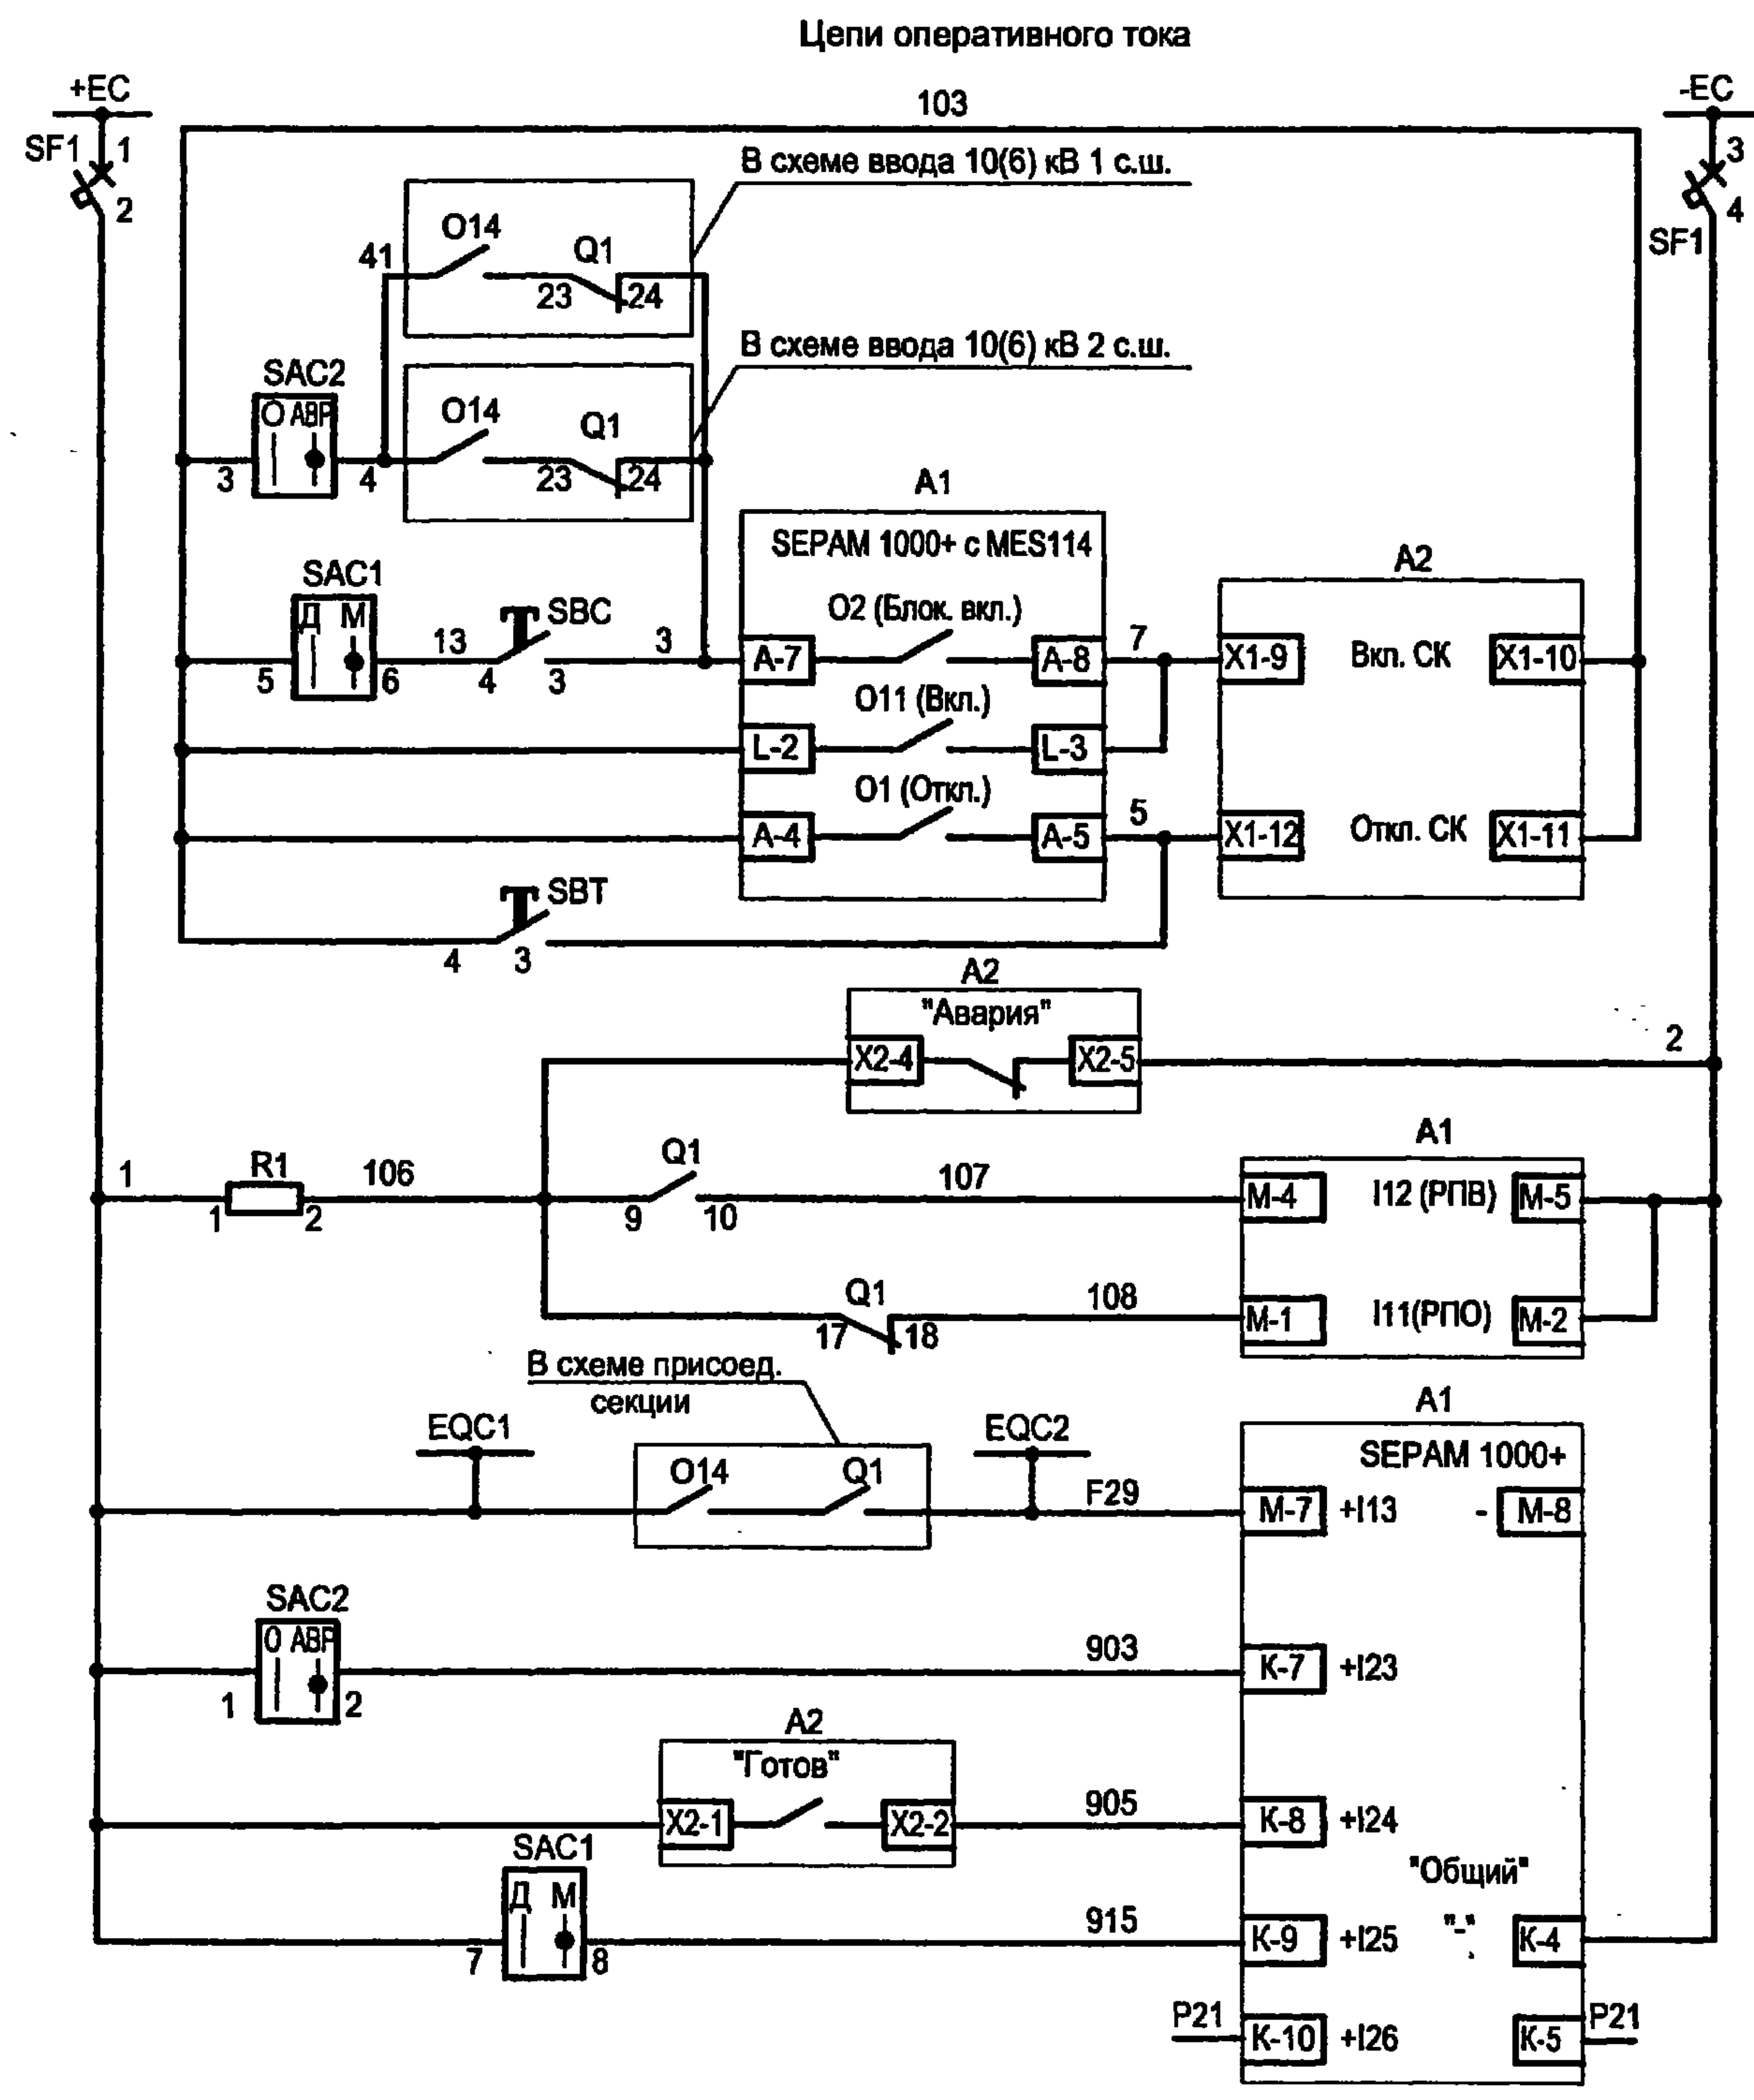 Цепи оперативного тока
+EC
-EC
103
SF1 1
2
3
4
SF1
В схеме ввода 10(6) кВ 1 с.ш.
О14
41
Q1
23
24
В схеме ввода 10(6) кВ 2 с.ш.
SAC2
О АВР
3
4
О14
Q1
23
24
A1
SEPAM 1000+ с MES114
A2
SAC1
Д М
5
6
13
SBC
4
3
3
О2 (Блок. вкл.)
A-7
A-8
7
X1-9
Вкл. СК
X1-10
О11 (Вкл.)
L-2
L-3
О1 (Откл.)
A-4
A-5
5
X1-12
Откл. СК
X1-11
SBT
4
3
A2
"Авария"
X2-4
X2-5
2
1
R1
1
2
106
Q1
9
10
107
A1
M-4
I12 (РПВ)
M-5
Q1
17
18
108
M-1
I11(РПО)
M-2
В схеме присоед.
секции
EQC1
EQC2
О14
Q1
F29
A1
SEPAM 1000+
M-7
+I13
-
M-8
SAC2
О АВР
1
2
903
K-7
+I23
A2
"Готов"
X2-1
X2-2
905
K-8
+I24
SAC1
Д М
7
8
915
K-9
+I25
"Общий"
"-"
K-4
P21
K-10
+I26
K-5
P21